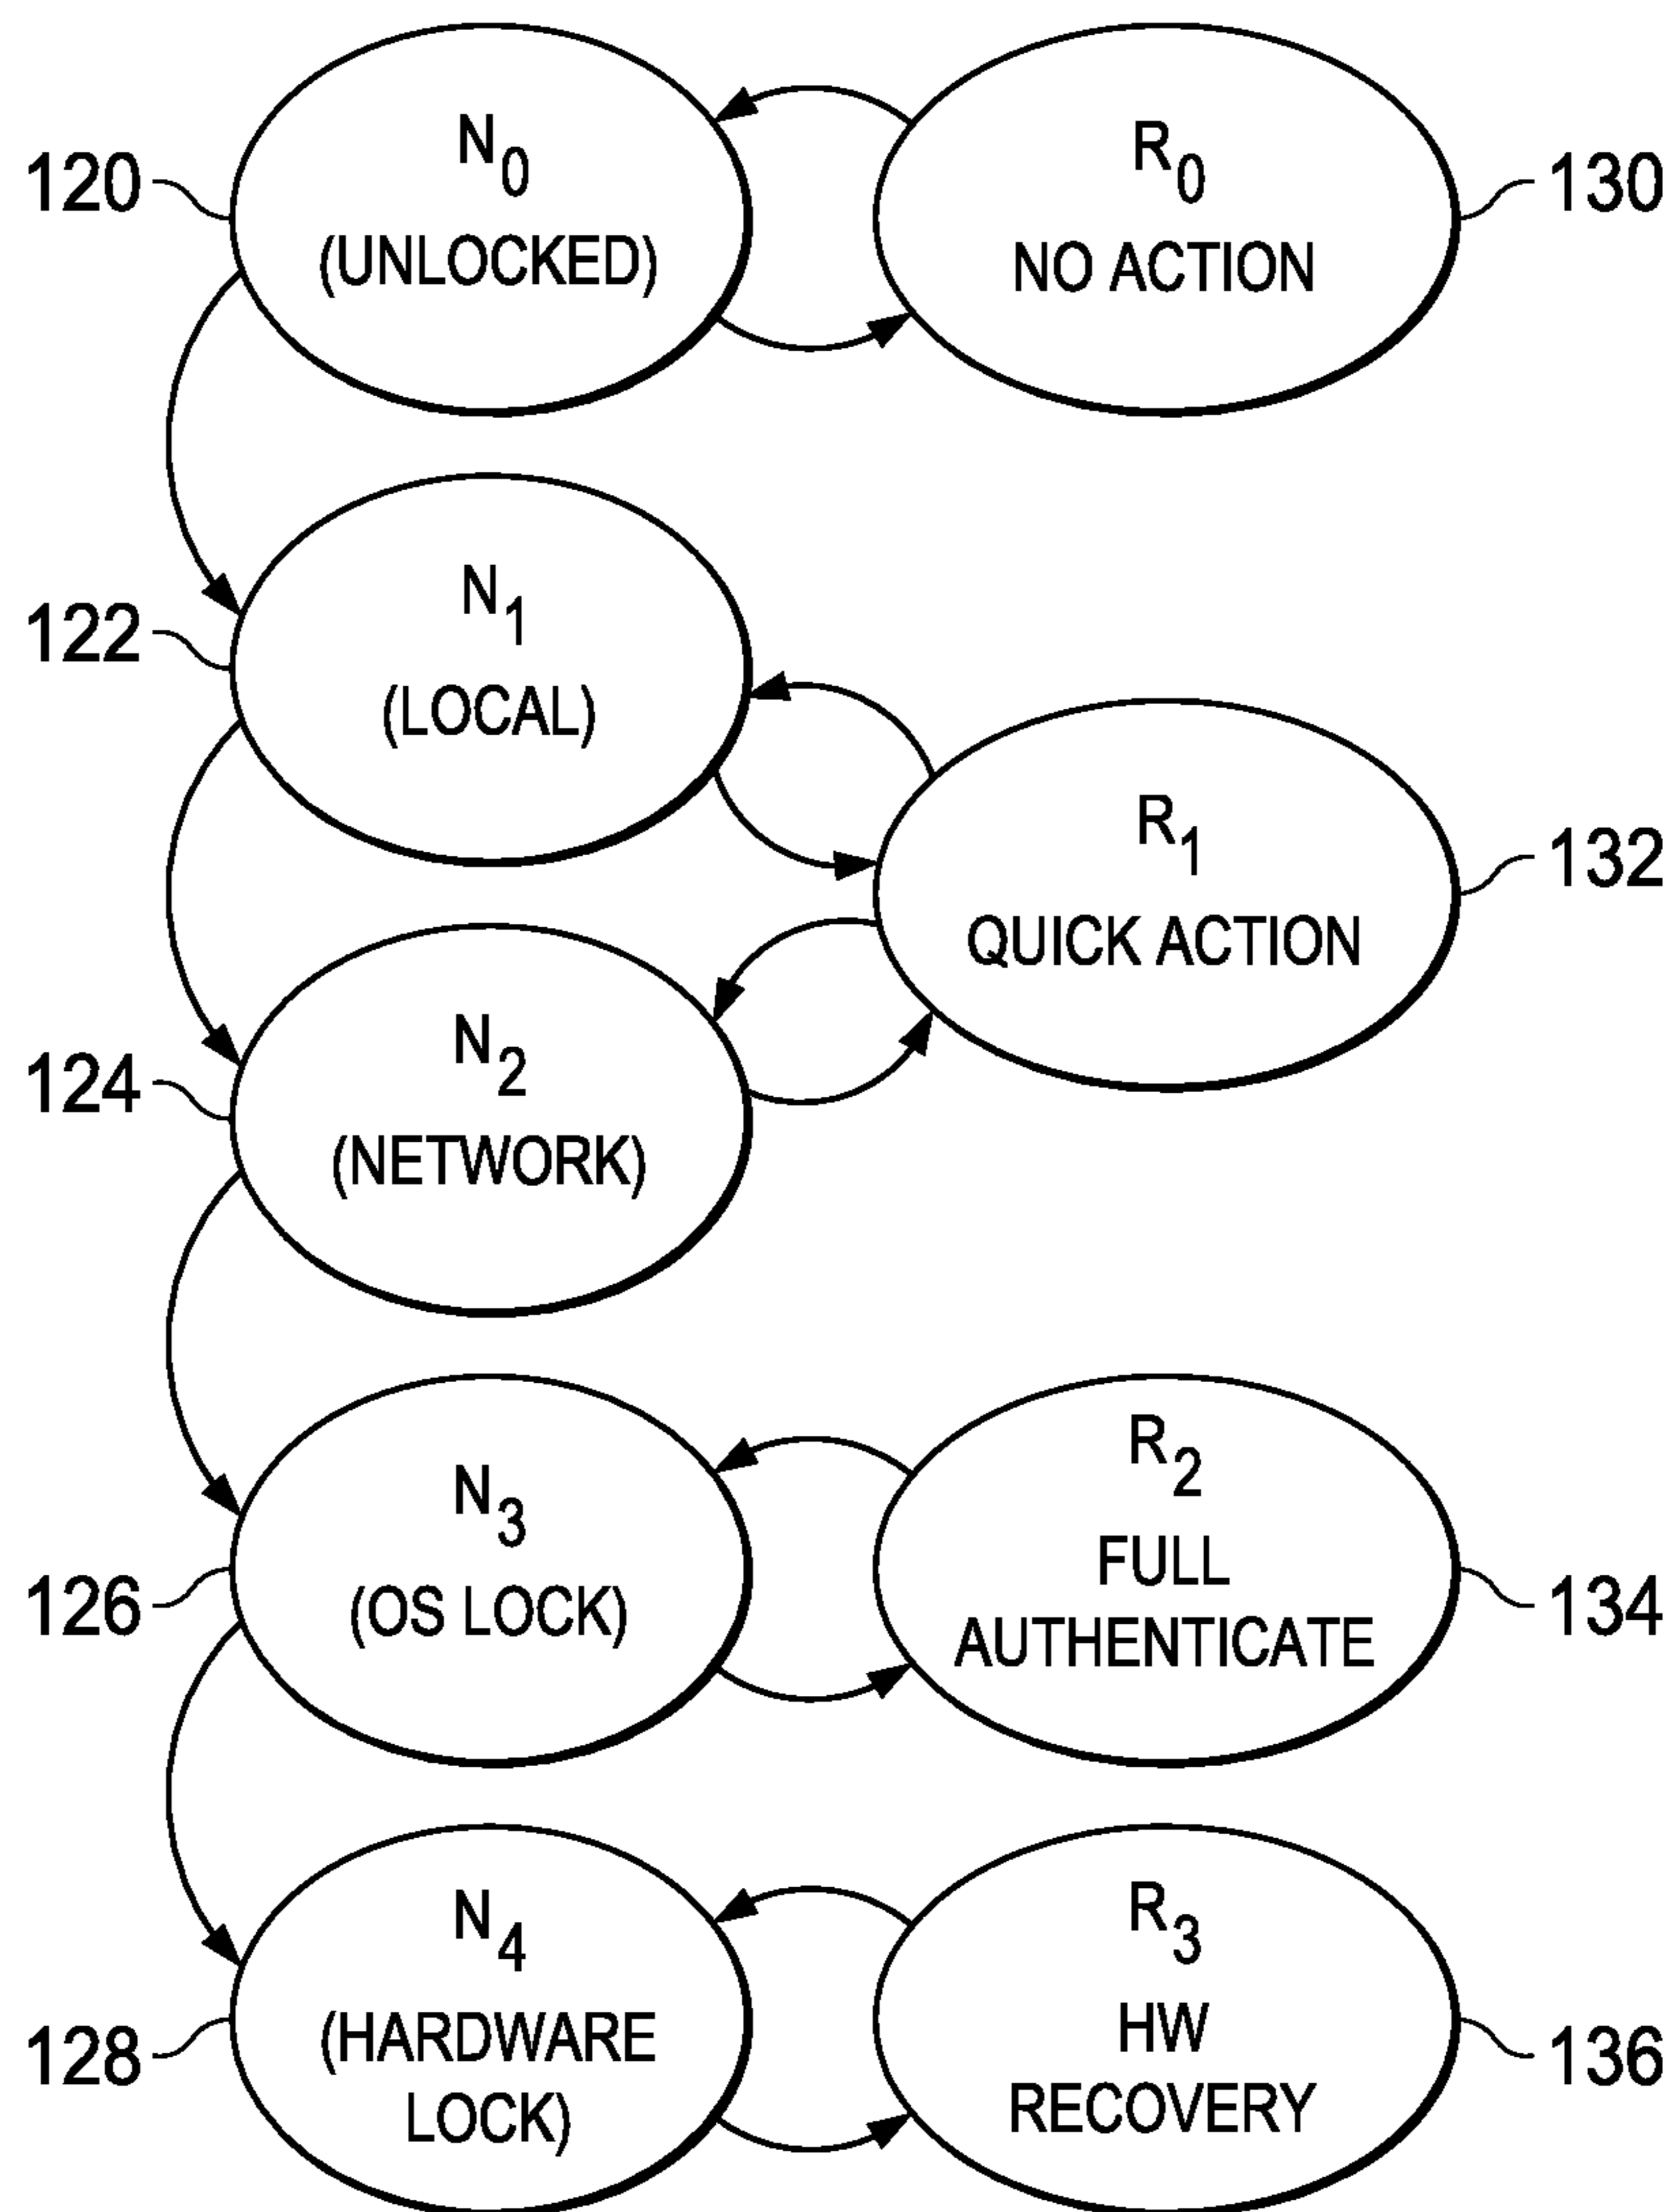 N0
(UNLOCKED)
120
R0
NO ACTION
130
N1
(LOCAL)
122
R1
QUICK ACTION
132
N2
(NETWORK)
124
N3
(OS LOCK)
126
R2
FULL
AUTHENTICATE
134
N4
(HARDWARE
LOCK)
128
R3
HW
RECOVERY
136